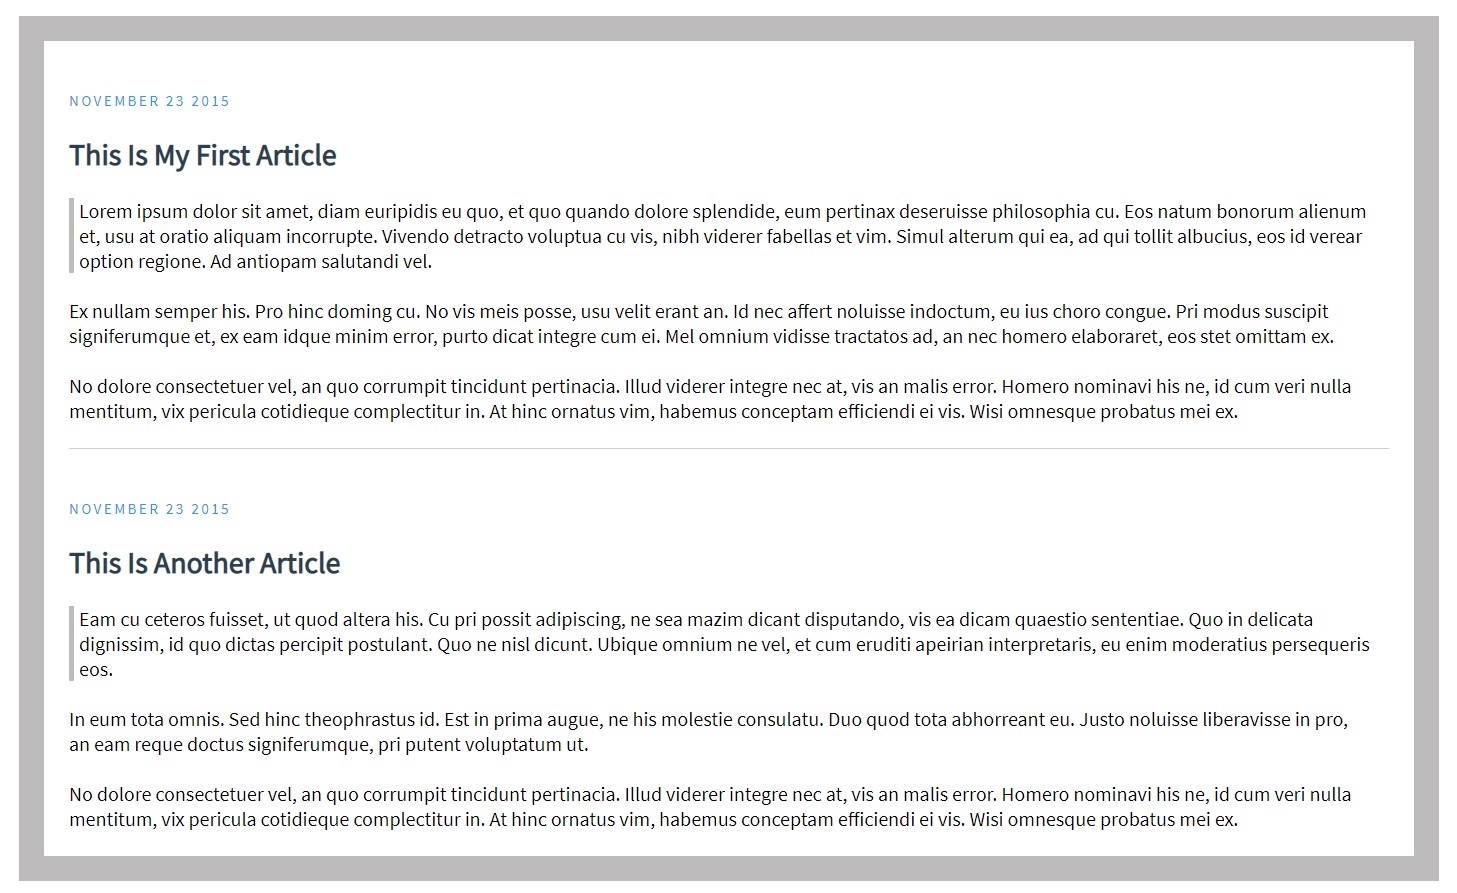 NOVEMBER 23 2015
This Is My First Article
Lorem ipsum dolor sit amet, diam euripidis eu quo, et quo quando dolore splendide, eum pertinax deseruisse philosophia cu. Eos natum bonorum alienum
et, usu at oratio aliquam incorrupte. Vivendo detracto voluptua cu vis, nibh viderer fabellas et vim. Simul alterum qui ea, ad qui tollit albucius, eos id verear
option regione. Ad antiopam salutandi vel.
Ex nullam semper his. Pro hinc doming cu. No vis meis posse, usu velit erant an. Id nec affert noluisse indoctum, eu ius choro congue. Pri modus suscipit
signiferumque et, ex eam idque minim error, purto dicat integre cum ei. Mel omnium vidisse tractatos ad, an nec homero elaboraret, eos stet omittam ex.
No dolore consectetuer vel, an quo corrumpit tincidunt pertinacia. Illud viderer integre nec at, vis an malis error. Homero nominavi his ne, id cum veri nulla
mentitum, vix pericula cotidieque complectitur in. At hinc ornatus vim, habemus conceptam efficiendi ei vis. Wisi omnesque probatus mei ex.
NOVEMBER 23 2015
This Is Another Article
Eam cu ceteros fuisset, ut quod altera his. Cu pri possit adipiscing, ne sea mazim dicant disputando, vis ea dicam quaestio sententiae. Quo in delicata
dignissim, id quo dictas percipit postulant. Quo ne nisl dicunt. Ubique omnium ne vel, et cum eruditi apeirian interpretaris, eu enim moderatius persequeris
eos.
In eum tota omnis. Sed hinc theophrastus id. Est in prima augue, ne his molestie consulatu. Duo quod tota abhorreant eu. Justo noluisse liberavisse in pro,
an eam reque doctus signiferumque, pri putent voluptatum ut.
No dolore consectetuer vel, an quo corrumpit tincidunt pertinacia. Illud viderer integre nec at, vis an malis error. Homero nominavi his ne, id cum veri nulla
mentitum, vix pericula cotidieque complectitur in. At hinc ornatus vim, habemus conceptam efficiendi ei vis. Wisi omnesque probatus mei ex.